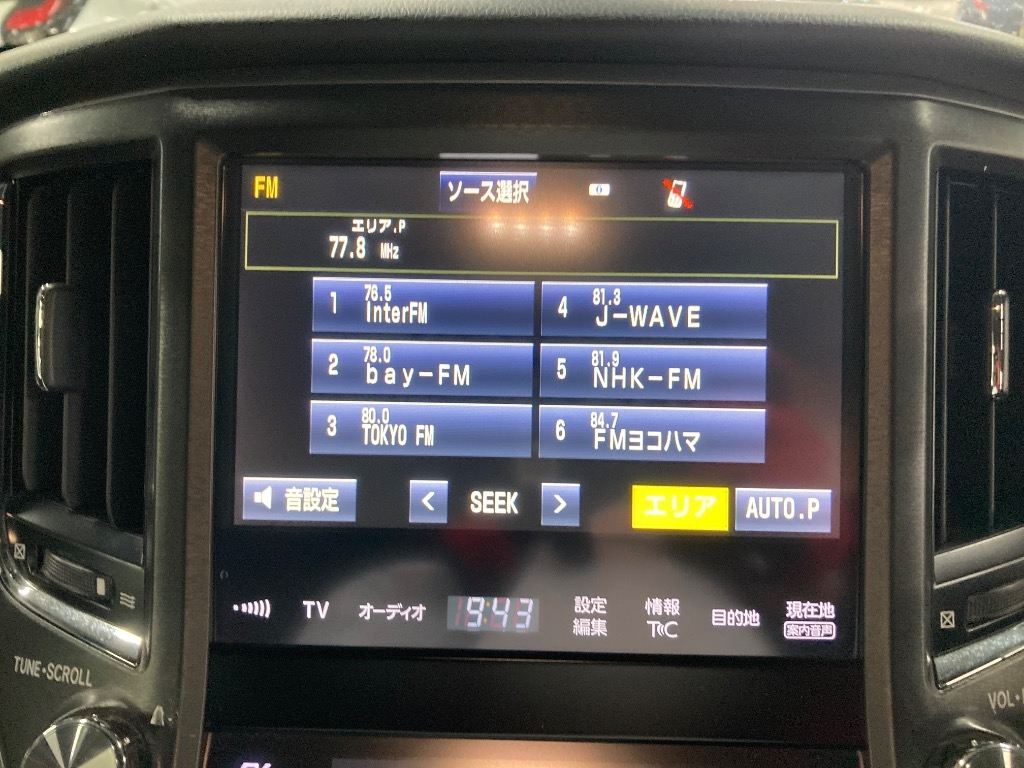 FM
ソース選択
エリア.P
77.8 MHz
1 76.5 InterFM
4 81.3 J-WAVE
2 78.0 bay-FM
5 81.9 NHK-FM
3 80.0 TOKYO FM
6 84.7 FMヨコハマ
音設定
< SEEK >
エリア
AUTO.P
TV
オーディオ
19:43
設定
編集
情報
TRC
目的地
現在地
案内音声
TUNE•SCROLL
VOL•